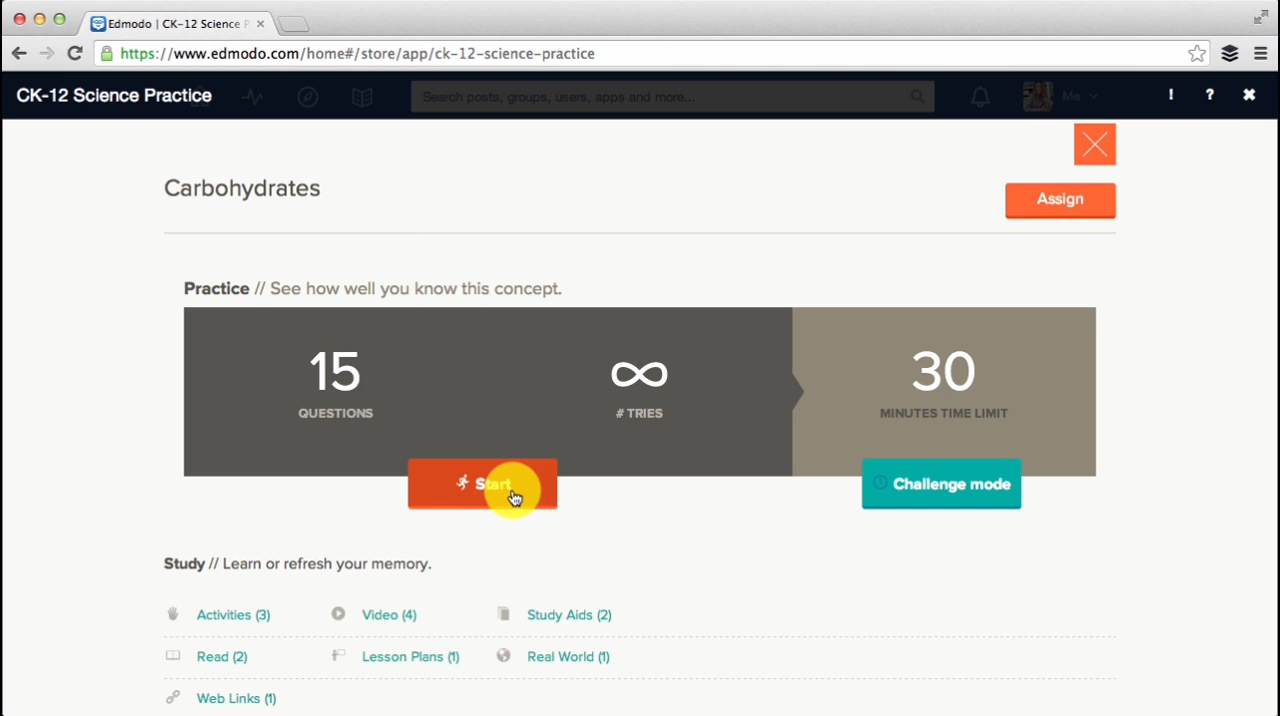 Edmodo | CK-12 Science P
https://www.edmodo.com/home#/store/app/ck-12-science-practice
CK-12 Science Practice
Search posts, groups, users, apps and more...
Me
! ?
Carbohydrates
Assign
Practice // See how well you know this concept.
15 ∞ 30
QUESTIONS # TRIES MINUTES TIME LIMIT
Start Challenge mode
Study // Learn or refresh your memory.
Activities (3) Video (4) Study Aids (2)
Read (2) Lesson Plans (1) Real World (1)
Web Links (1)